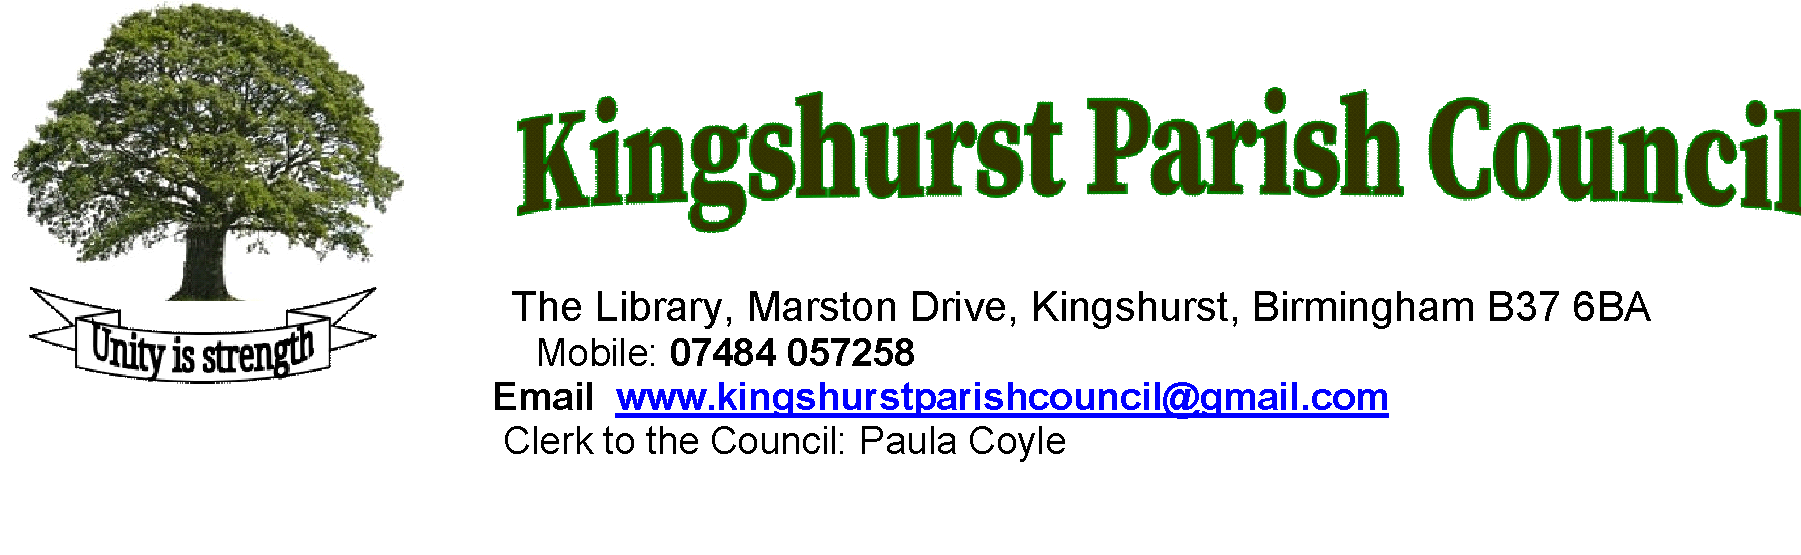 Kingshurst Parish Council
The Library, Marston Drive, Kingshurst, Birmingham B37 6BA
Mobile: 07484 057258
Email www.kingshurstparishcouncil@gmail.com
Clerk to the Council: Paula Coyle
Unity is strength